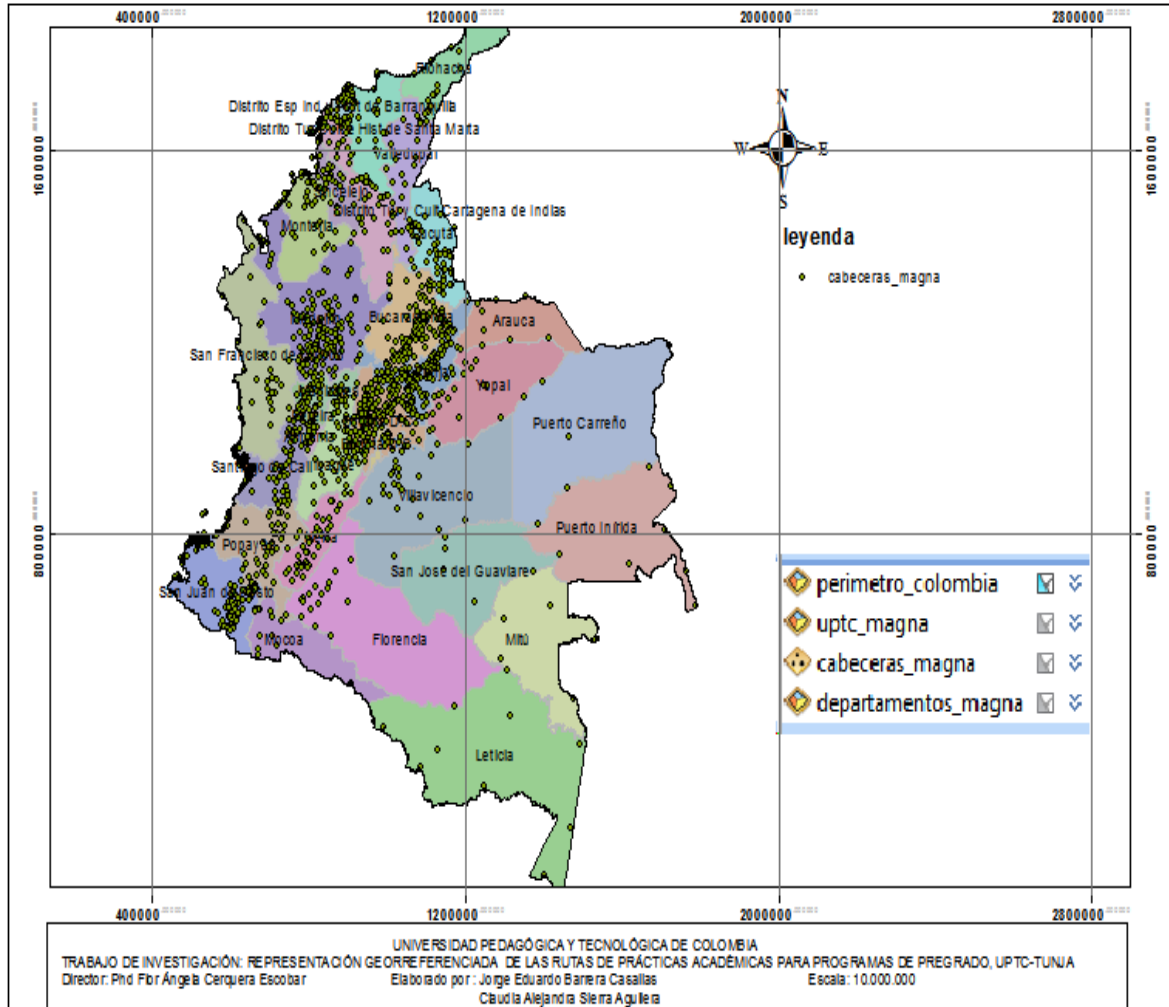 400000 1200000 2000000 2800000
Riohacha
Distrito Esp Ind de Barranquilla
Distrito Hist de Santa Marta
N
Valledupar
W E
1600000 1600000
S
Distrito Tu y Cult Cartagena de Indias
leyenda
Montería
cabeceras_magna
Arauca
San Francisco de
Yopal
Puerto Carreño
Santiago de Cali
Villavicencio
Puerto Inírida
800000 800000
Popayán
San José del Guaviare
perimetro_colombia
San Juan de Pasto
uptc_magna
Mocoa Florencia Mitú
cabeceras_magna
departamentos_magna
Leticia
400000 1200000 2000000 2800000
UNIVERSIDAD PEDAGÓGICA Y TECNOLÓGICA DE COLOMBIA
TRABAJO DE INVESTIGACIÓN: REPRESENTACIÓN GEORREFERENCIADA DE LAS RUTAS DE PRÁCTICAS ACADÉMICAS PARA PROGRAMAS DE PREGRADO, UPTC-TUNJA
Director: Phd Flor Ángela Cerquera Escobar Elaborado por : Jorge Eduardo Barrera Casallas Escala: 10.000.000
Claudia Alejandra Sierra Aguilera